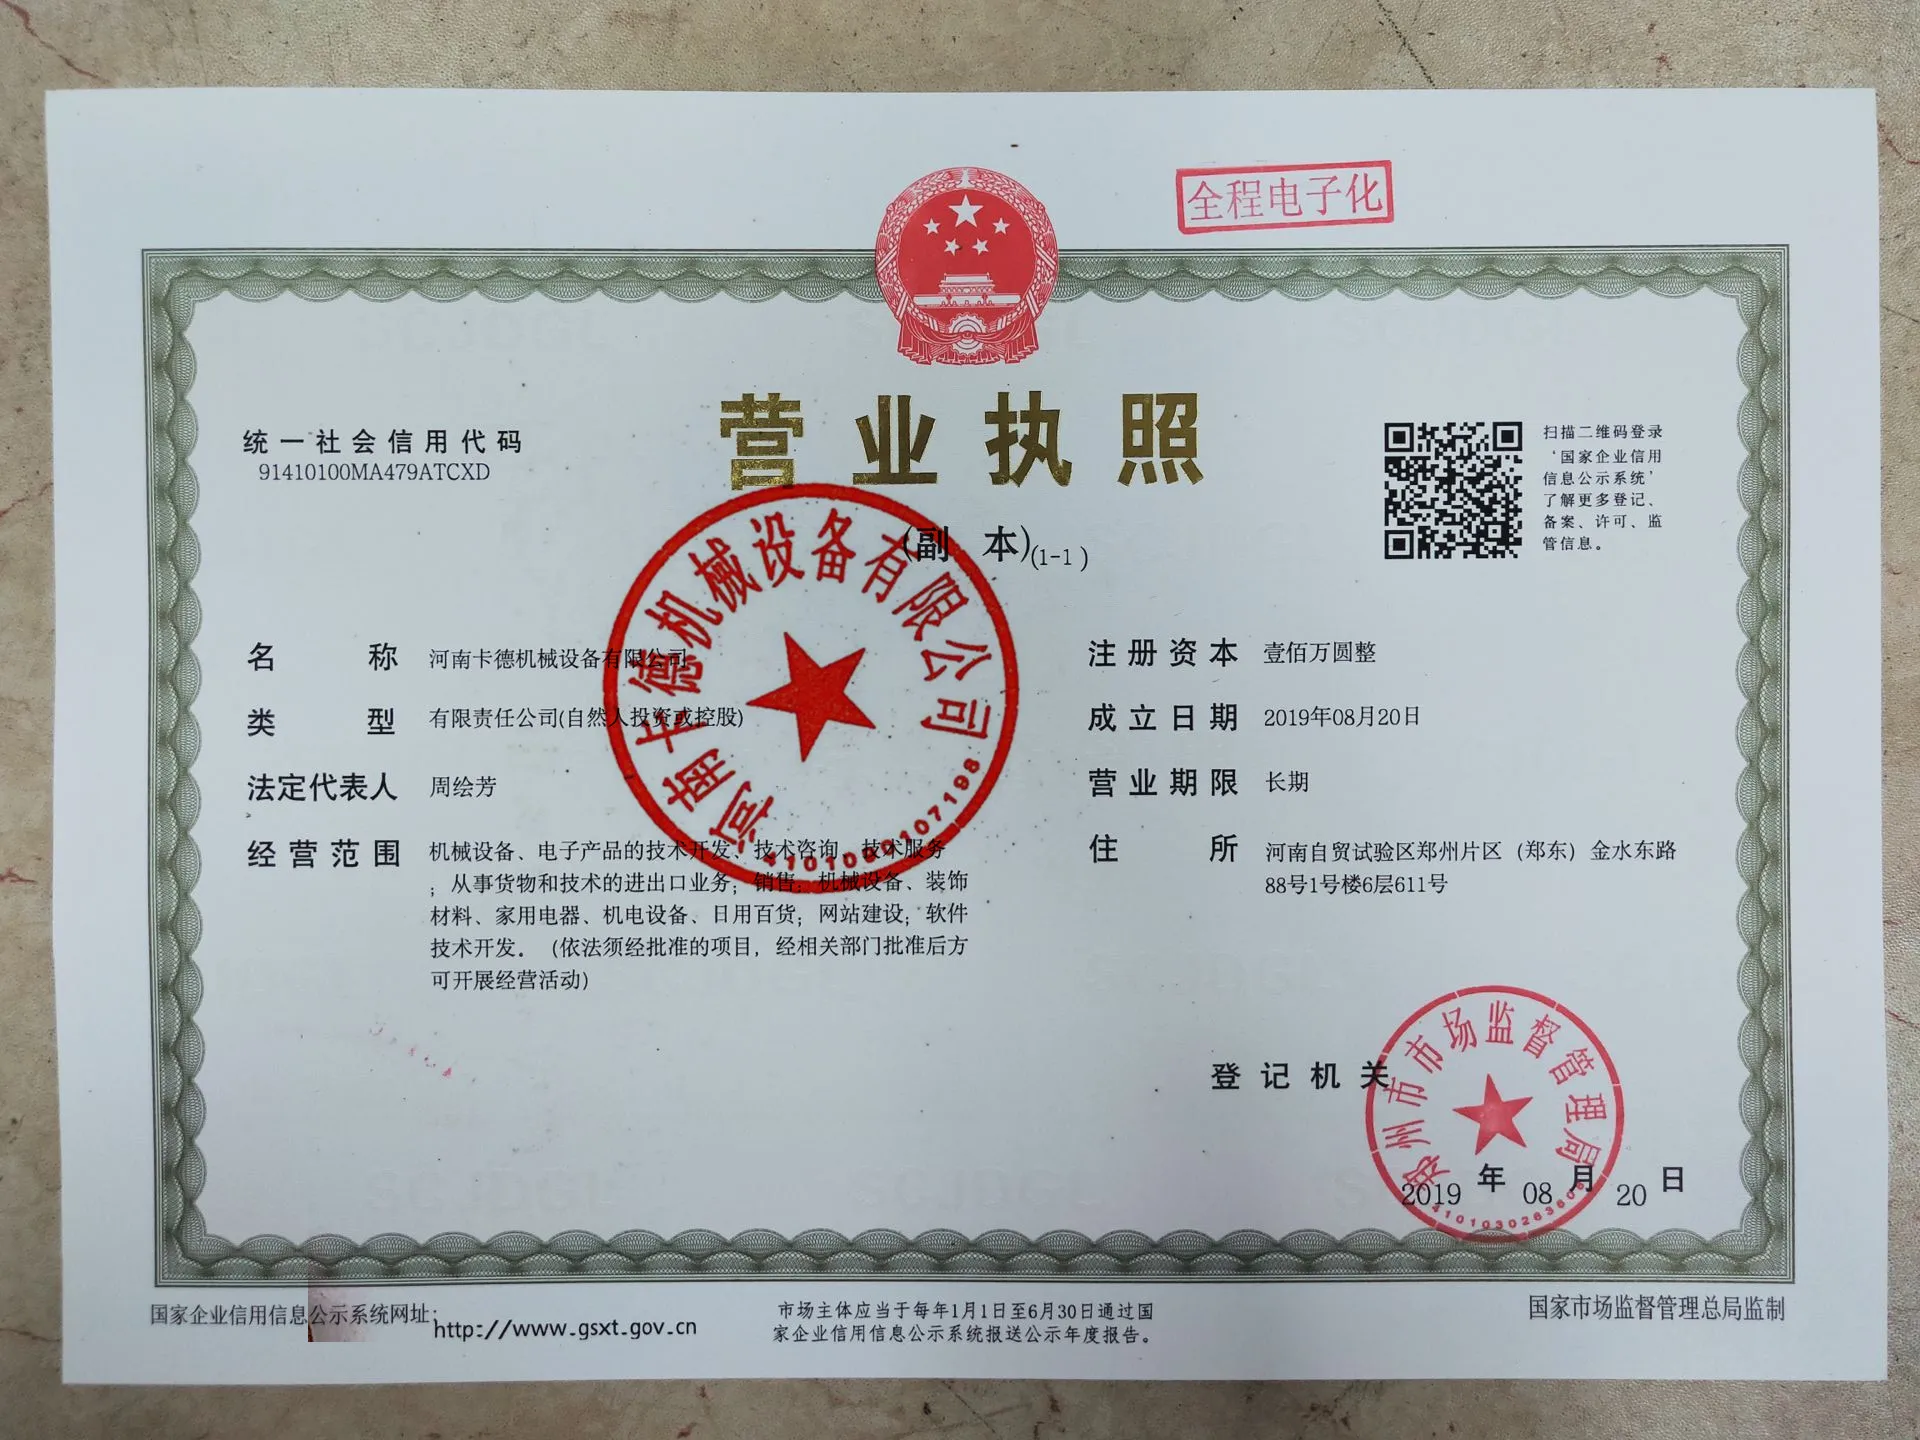 全程电子化
营业执照
(副 本)(1-1)
统一社会信用代码
91410100MA479ATCXD
扫描二维码登录
‘国家企业信用
信息公示系统’
了解更多登记、
备案、许可、监
管信息。
名 称 河南卡德机械设备有限公司
类 型 有限责任公司(自然人投资或控股)
法定代表人 周绘芳
经营范围 机械设备、电子产品的技术开发、技术咨询、技术服务
；从事货物和技术的进出口业务；销售：机械设备、装饰
材料、家用电器、机电设备、日用百货；网站建设；软件
技术开发。（依法须经批准的项目，经相关部门批准后方
可开展经营活动）
注册资本 壹佰万圆整
成立日期 2019年08月20日
营业期限 长期
住 所 河南自贸试验区郑州片区（郑东）金水东路
88号1号楼6层611号
河南卡德机械设备有限公司
4101000107198
登记机关
郑州市市场监督管理局
2019 年 08 月 20 日
国家企业信用信息公示系统网址：
http://www.gsxt.gov.cn
市场主体应当于每年1月1日至6月30日通过国
家企业信用信息公示系统报送公示年度报告。
国家市场监督管理总局监制